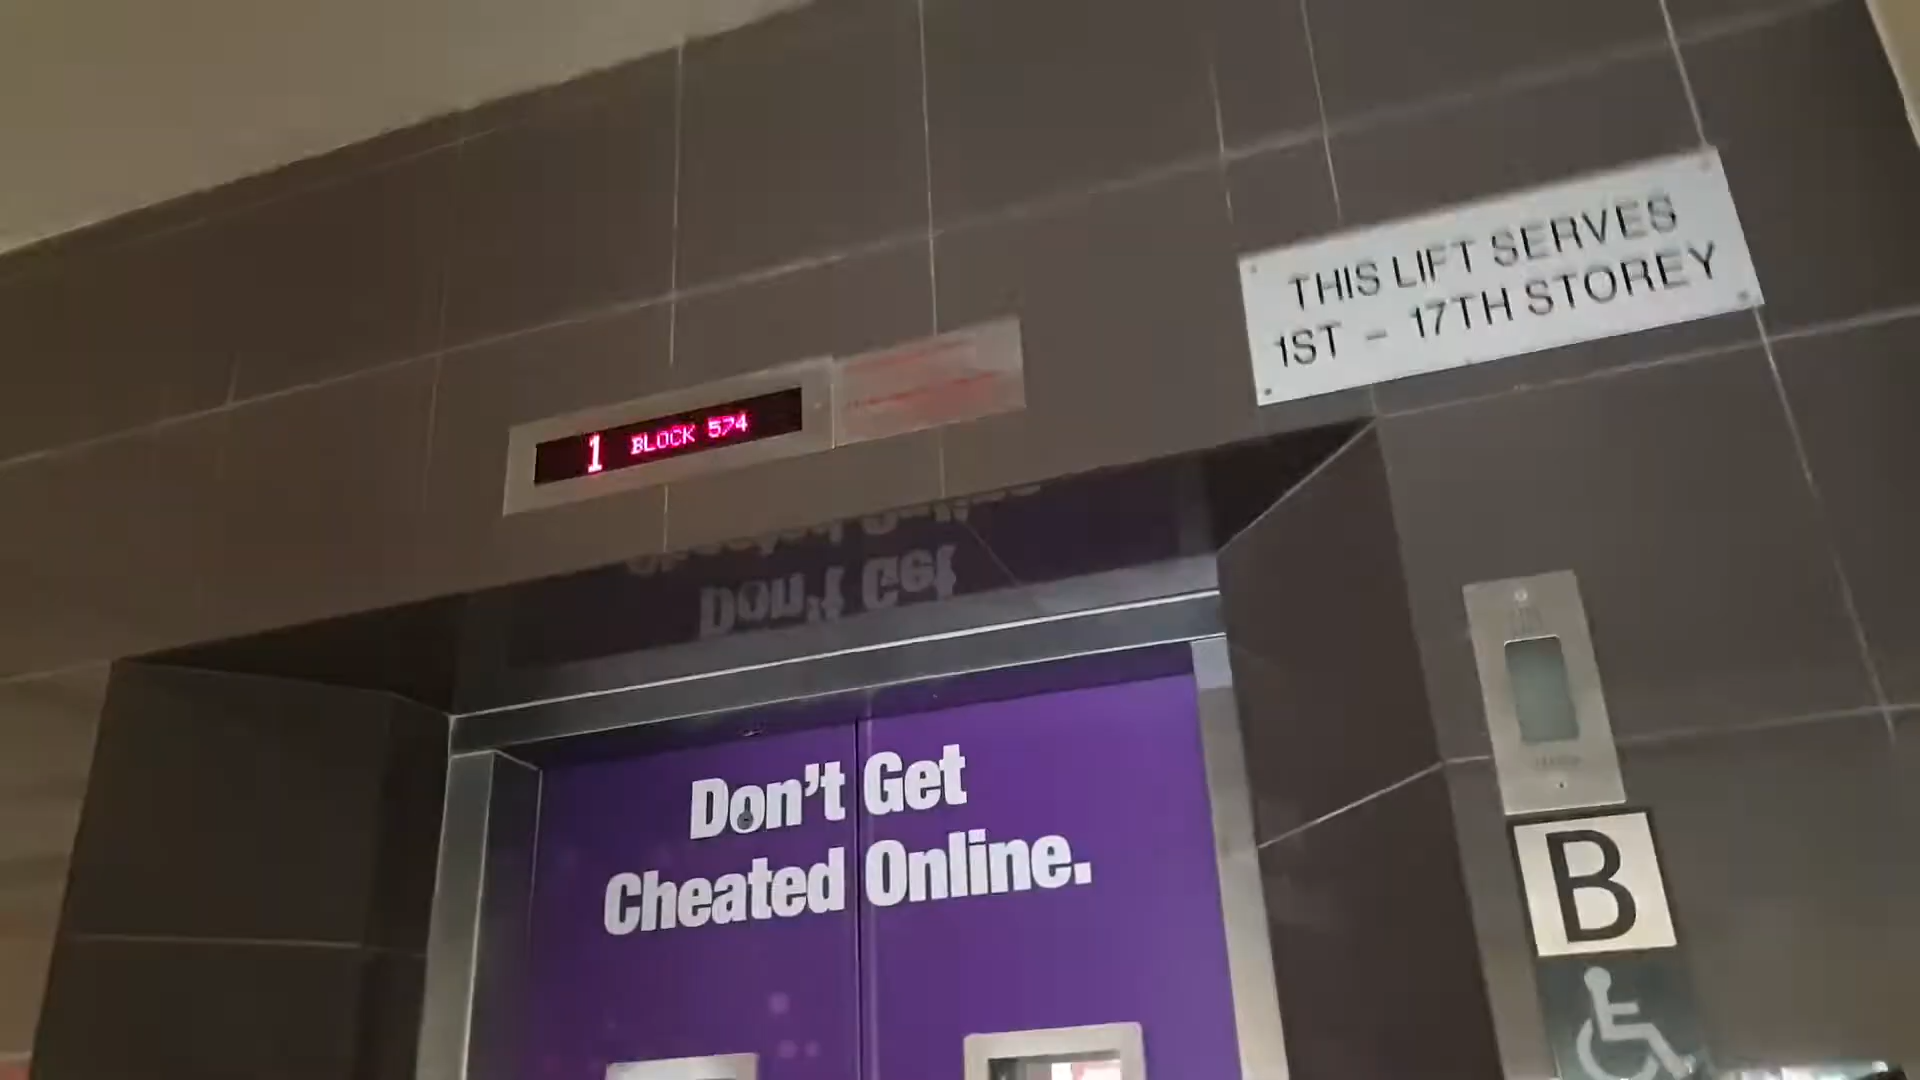 THIS LIFT SERVES
1ST - 17TH STOREY
1 BLOCK 574
Don't Get
Cheated Online.
B